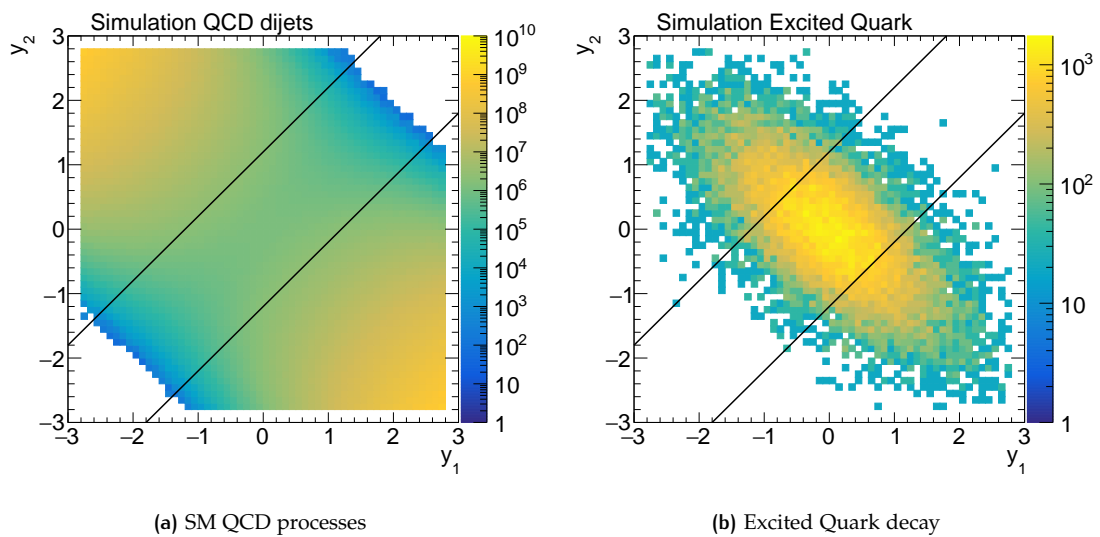 Simulation QCD dijets
y2
3
2
1
0
−1
−2
−3
−3 −2 −1 0 1 2 3
y1
10^10
10^9
10^8
10^7
10^6
10^5
10^4
10^3
10^2
10
1
(a) SM QCD processes
Simulation Excited Quark
y2
3
2
1
0
−1
−2
−3
−3 −2 −1 0 1 2 3
y1
10^3
10^2
10
1
(b) Excited Quark decay